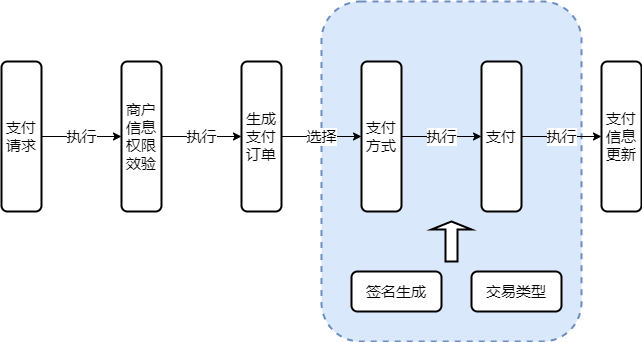 支付
请求
执行
商户
信息
权限
效验
执行
生成
支付
订单
选择
支付
方式
执行
支付
执行
支付
信息
更新
签名生成
交易类型